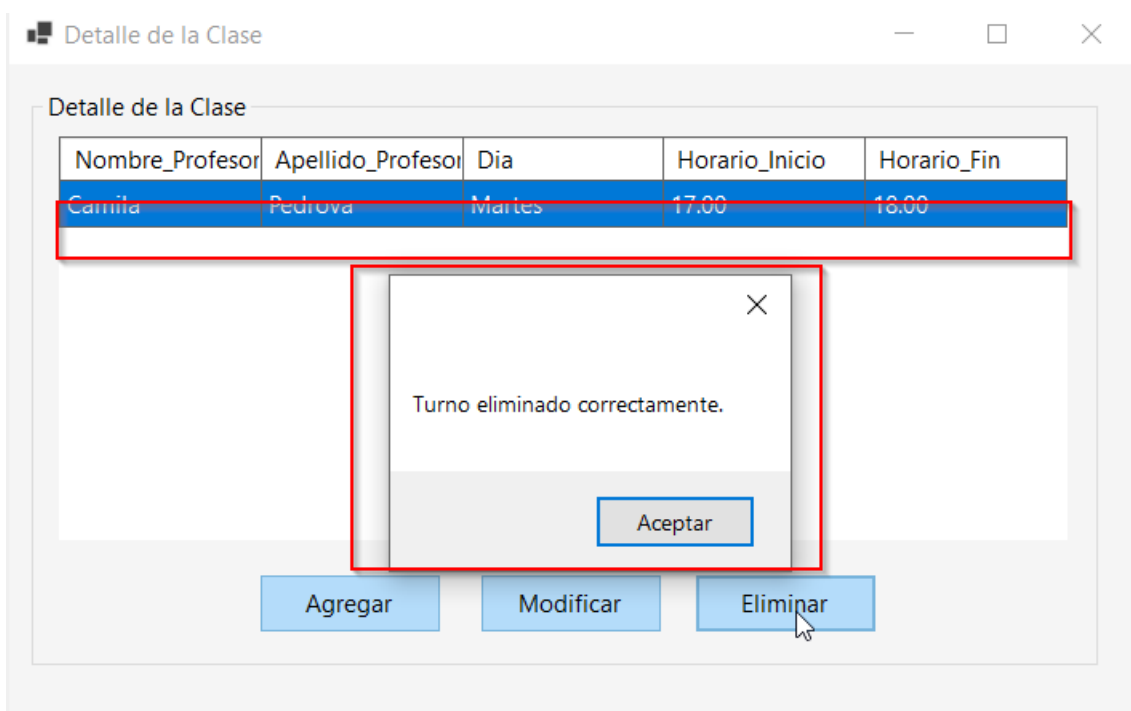 Detalle de la Clase
Detalle de la Clase
Nombre_Profesor Apellido_Profesor Dia Horario_Inicio Horario_Fin
Camila Pedrova Martes 17.00 18.00
Turno eliminado correctamente.
Aceptar
Agregar Modificar Eliminar